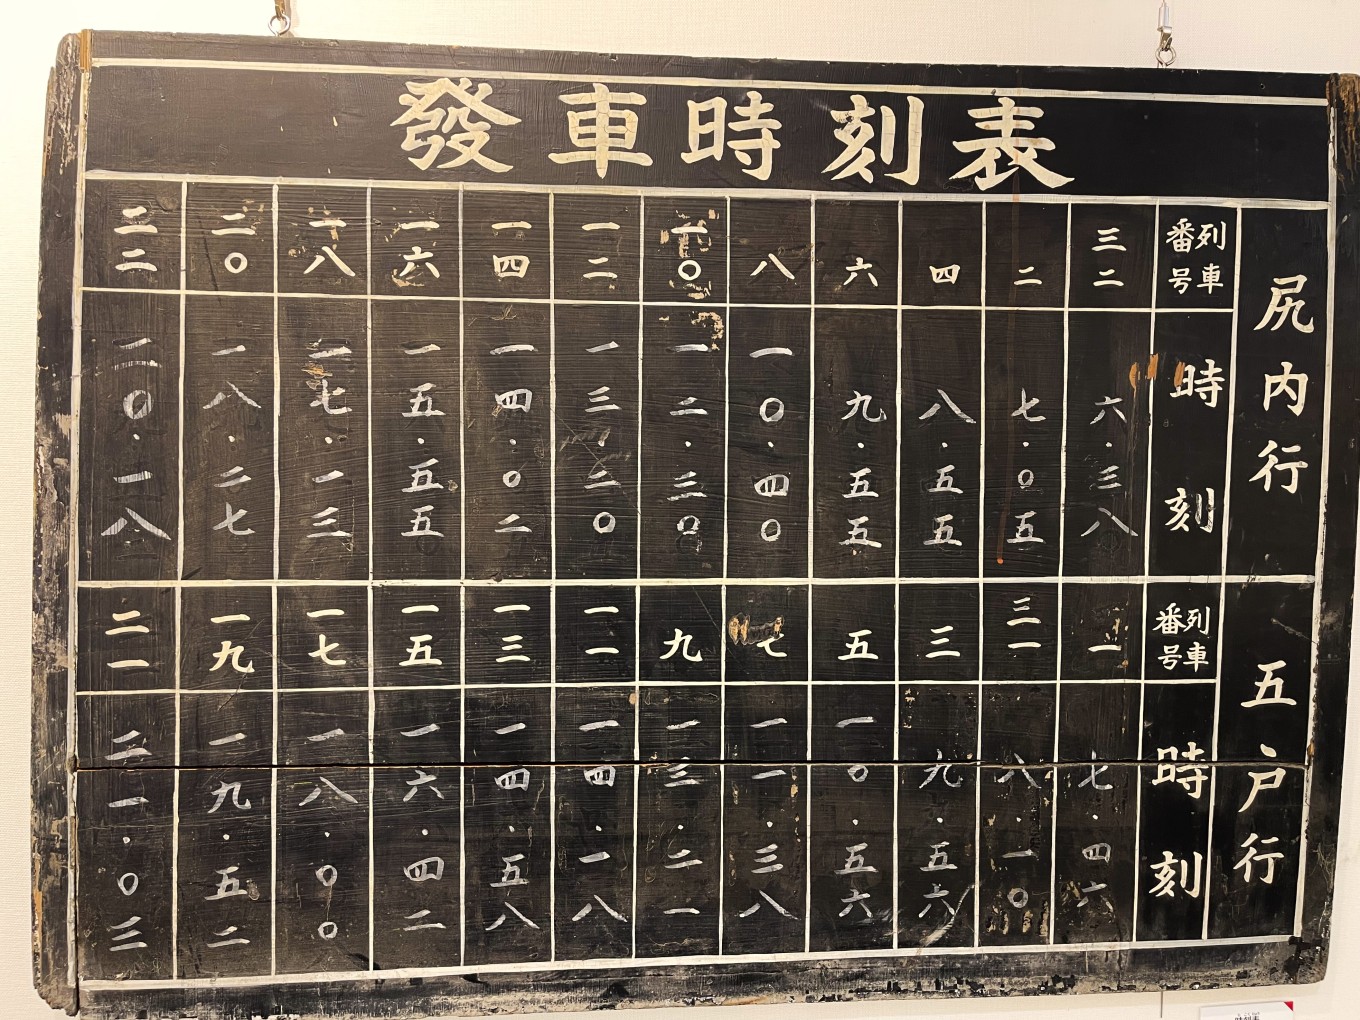 發車時刻表
尻内行
列車番号
時刻
三二
六・三八
二
七・〇五
四
八・五五
六
九・五五
八
一〇・四〇
一〇
一二・三〇
一二
一三・二〇
一四
一四・〇二
一六
一五・五五
一八
一七・一三
二〇
一八・二七
二二
二〇・一八
五戸行
列車番号
時刻
一
七・四六
三一
八・一〇
三
九・五六
五
一〇・五六
七
一一・三八
九
一三・二一
一一
一四・一八
一三
一四・五八
一五
一六・四二
一七
一八・〇〇
一九
一九・五二
二一
二一・〇三